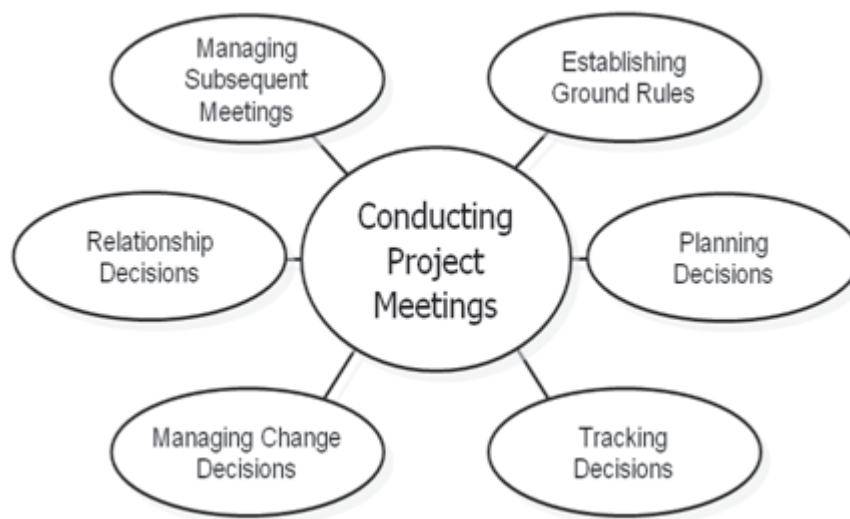 Managing
Subsequent
Meetings
Establishing
Ground Rules
Conducting
Project
Meetings
Relationship
Decisions
Planning
Decisions
Managing Change
Decisions
Tracking
Decisions